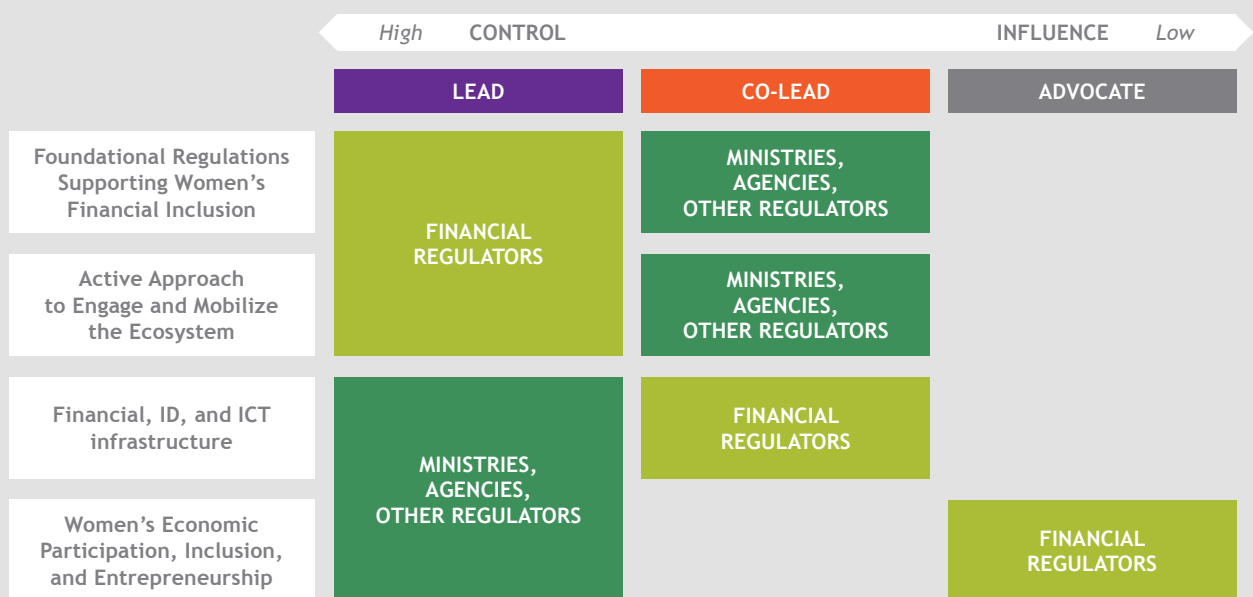 High CONTROL INFLUENCE Low
LEAD
CO-LEAD
ADVOCATE
Foundational Regulations
Supporting Women’s
Financial Inclusion
FINANCIAL
REGULATORS
MINISTRIES,
AGENCIES,
OTHER REGULATORS
Active Approach
to Engage and Mobilize
the Ecosystem
MINISTRIES,
AGENCIES,
OTHER REGULATORS
Financial, ID, and ICT
infrastructure
MINISTRIES,
AGENCIES,
OTHER REGULATORS
FINANCIAL
REGULATORS
Women’s Economic
Participation, Inclusion,
and Entrepreneurship
FINANCIAL
REGULATORS